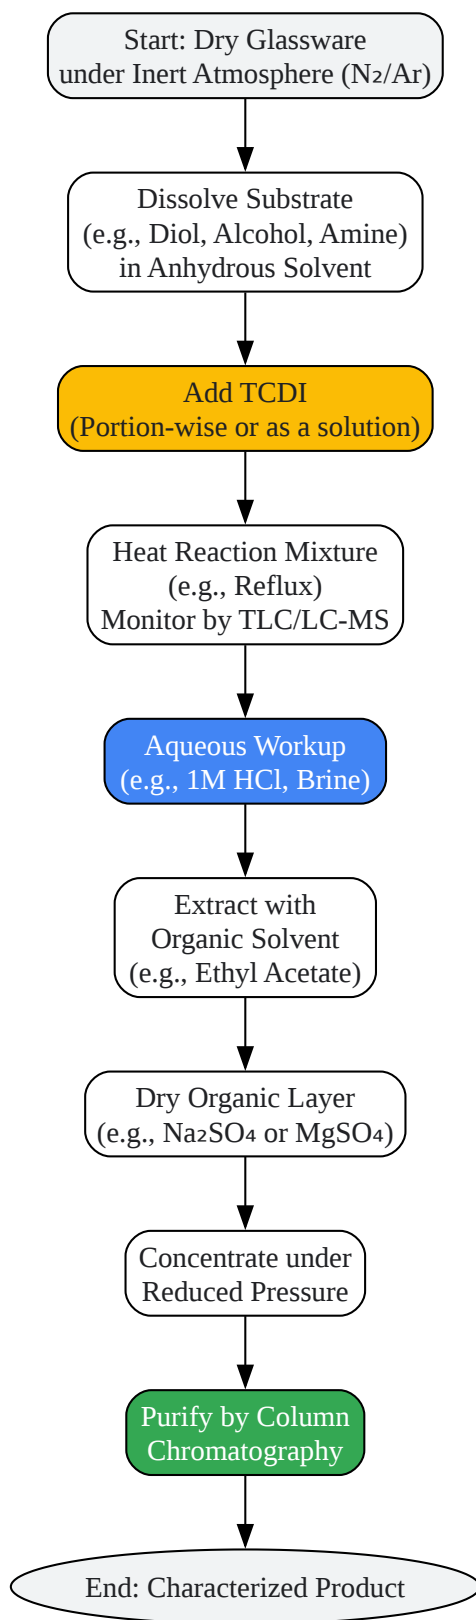 Start: Dry Glassware
under Inert Atmosphere (N₂/Ar)
Dissolve Substrate
(e.g., Diol, Alcohol, Amine)
in Anhydrous Solvent
Add TCDI
(Portion-wise or as a solution)
Heat Reaction Mixture
(e.g., Reflux)
Monitor by TLC/LC-MS
Aqueous Workup
(e.g., 1M HCl, Brine)
Extract with
Organic Solvent
(e.g., Ethyl Acetate)
Dry Organic Layer
(e.g., Na₂SO₄ or MgSO₄)
Concentrate under
Reduced Pressure
Purify by Column
Chromatography
End: Characterized Product